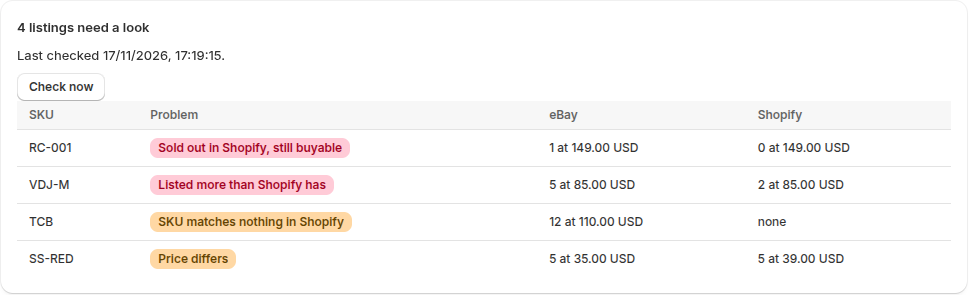 4 listings need a look
Last checked 17/11/2026, 17:19:15.
Check now
SKU Problem eBay Shopify
RC-001 Sold out in Shopify, still buyable 1 at 149.00 USD 0 at 149.00 USD
VDJ-M Listed more than Shopify has 5 at 85.00 USD 2 at 85.00 USD
TCB SKU matches nothing in Shopify 12 at 110.00 USD none
SS-RED Price differs 5 at 35.00 USD 5 at 39.00 USD